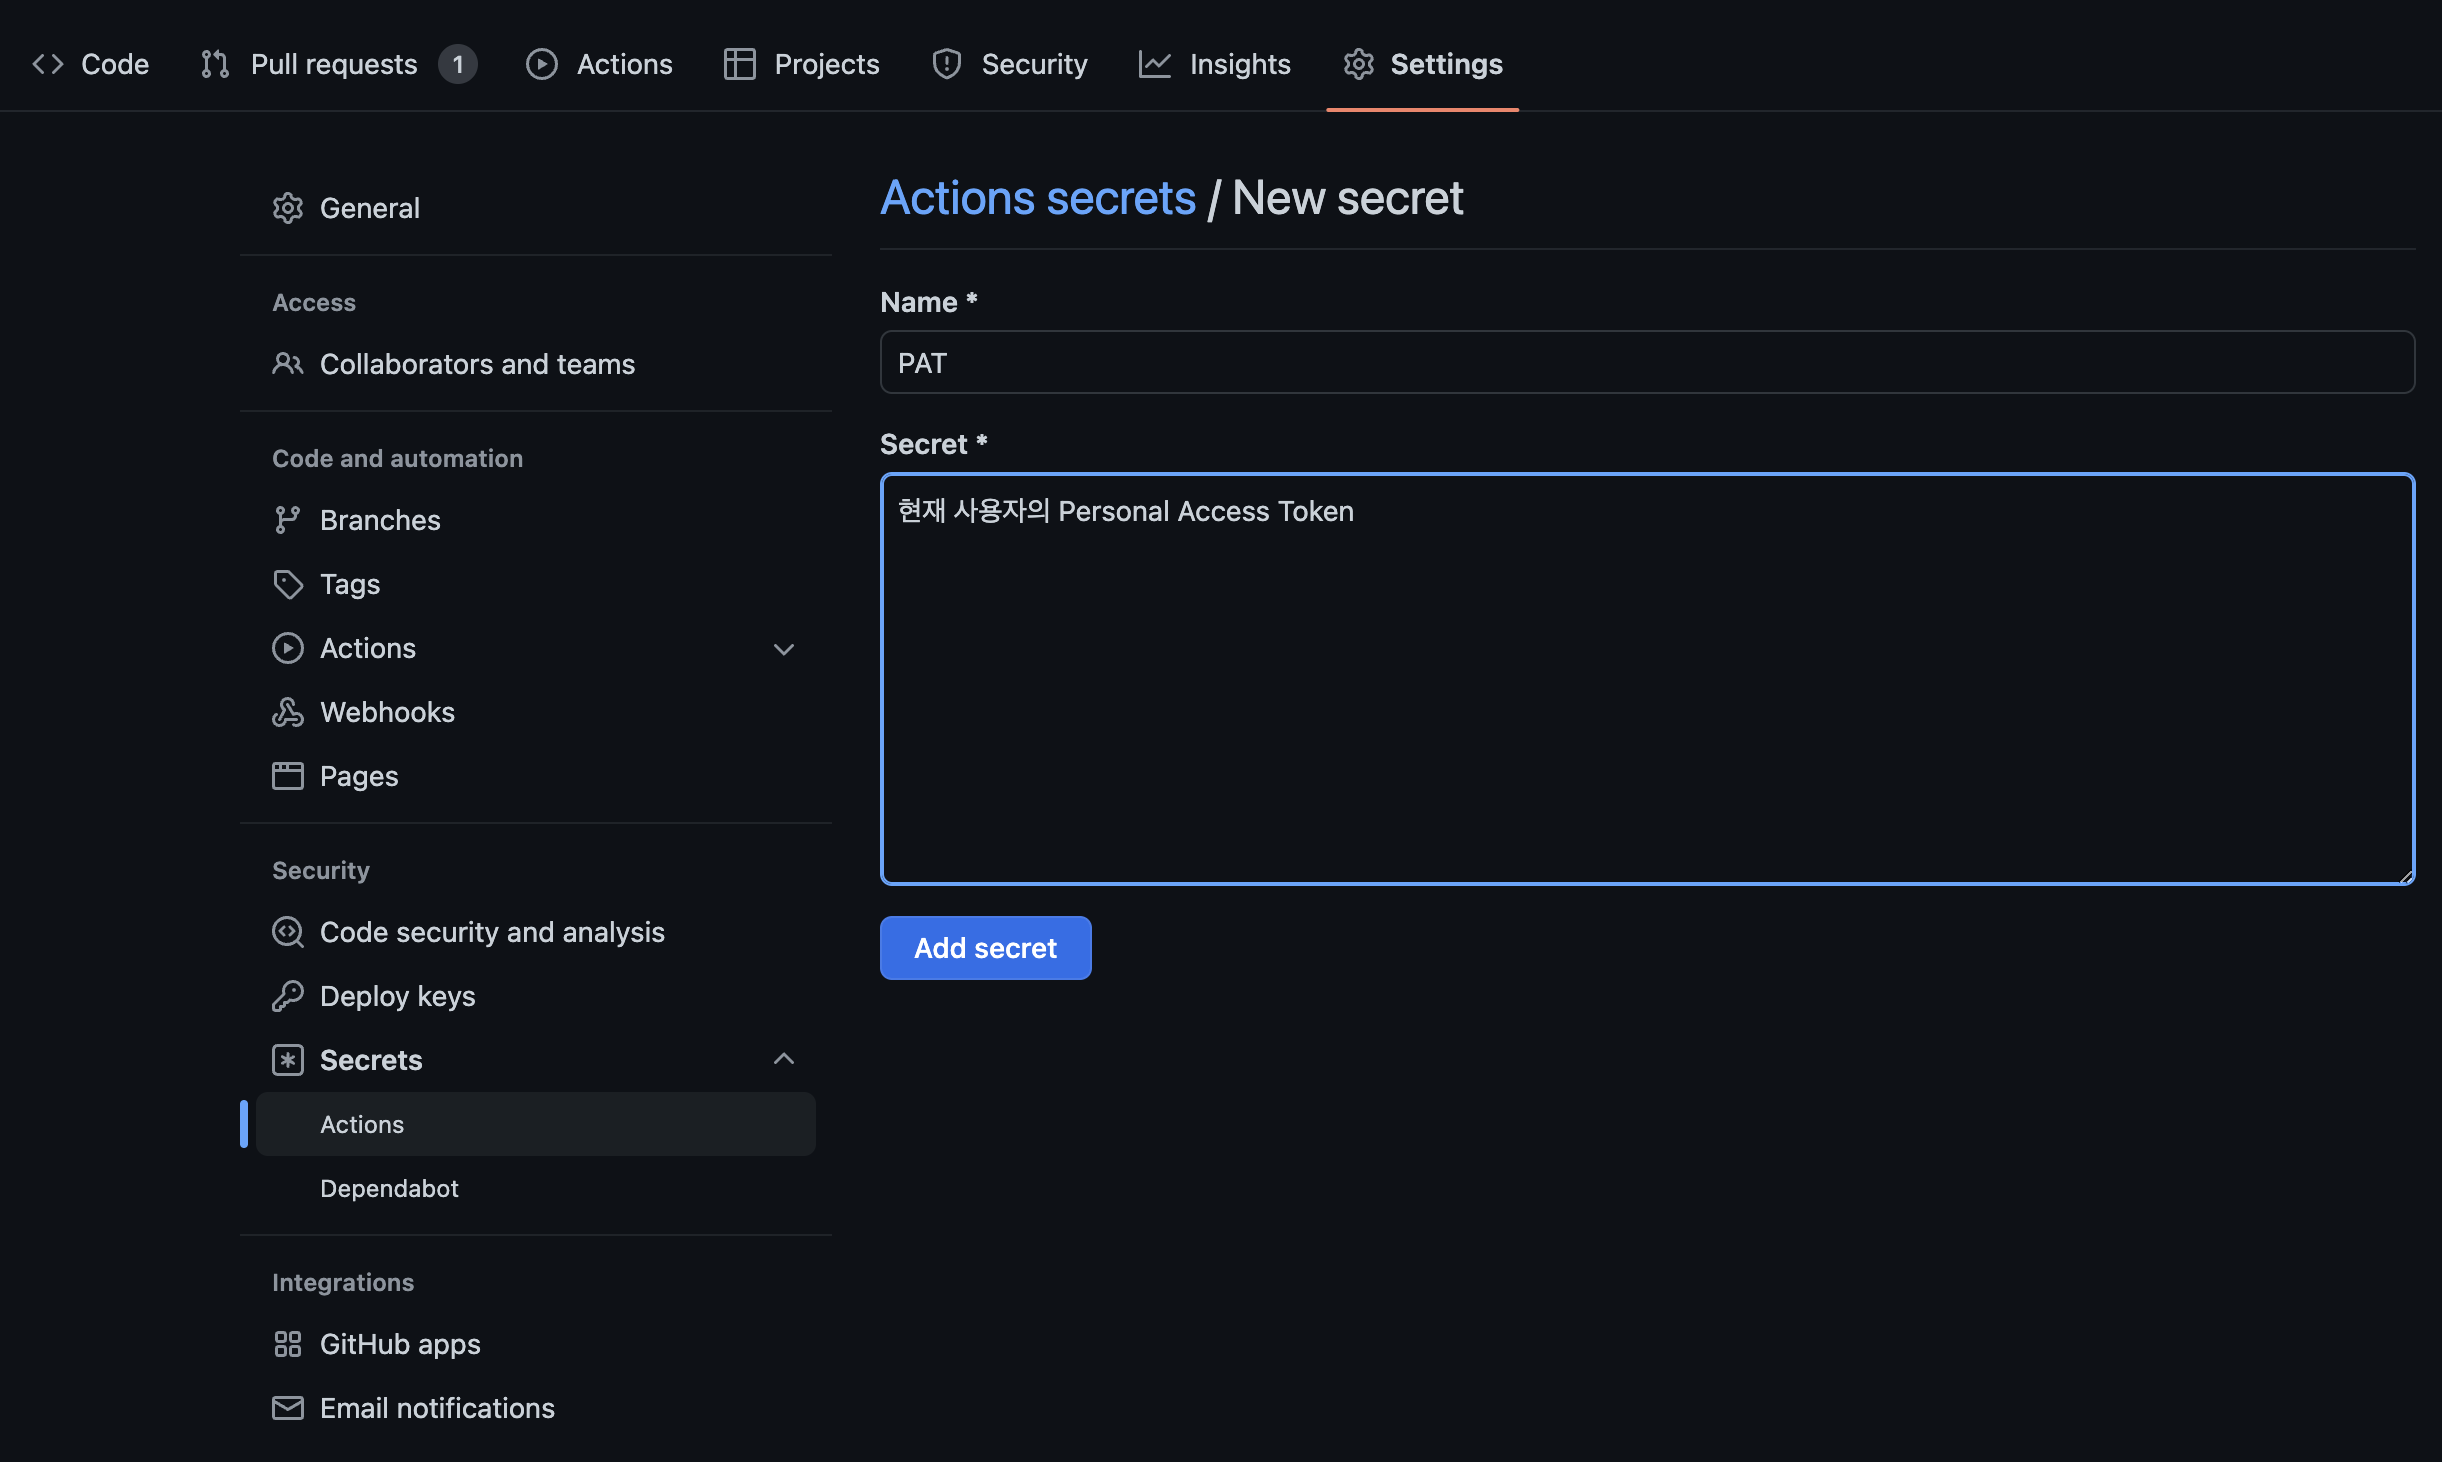 Code
Pull requests 1
Actions
Projects
Security
Insights
Settings
General
Access
Collaborators and teams
Code and automation
Branches
Tags
Actions
Webhooks
Pages
Security
Code security and analysis
Deploy keys
Secrets
Actions
Dependabot
Integrations
GitHub apps
Email notifications
Actions secrets / New secret
Name *
PAT
Secret *
현재 사용자의 Personal Access Token
Add secret